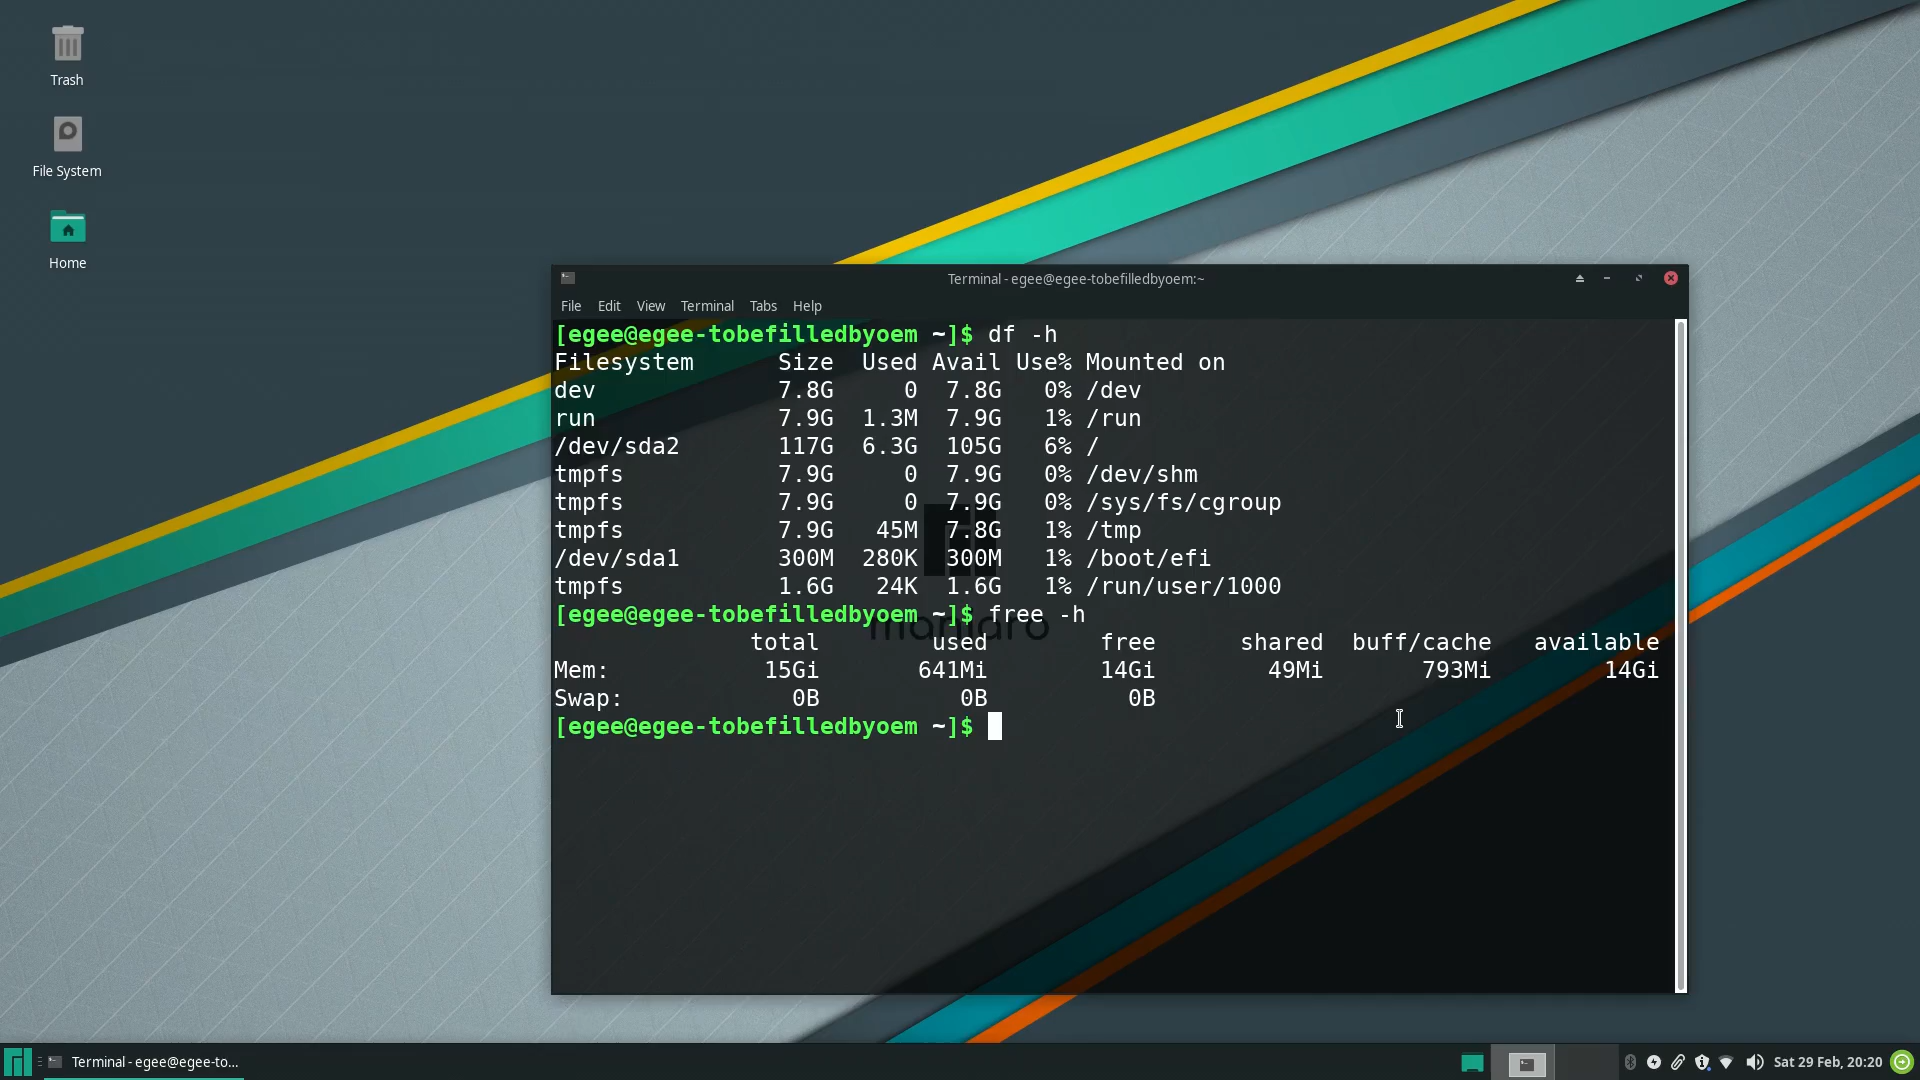 Trash
File System
Home
Terminal - egee@egee-tobefilledbyoem:~
File Edit View Terminal Tabs Help
[egee@egee-tobefilledbyoem ~]$ df -h
Filesystem      Size  Used Avail Use% Mounted on
dev             7.8G     0  7.8G   0% /dev
run             7.9G  1.3M  7.9G   1% /run
/dev/sda2       117G  6.3G  105G   6% /
tmpfs           7.9G     0  7.9G   0% /dev/shm
tmpfs           7.9G     0  7.9G   0% /sys/fs/cgroup
tmpfs           7.9G   45M  7.8G   1% /tmp
/dev/sda1       300M  280K  300M   1% /boot/efi
tmpfs           1.6G   24K  1.6G   1% /run/user/1000
[egee@egee-tobefilledbyoem ~]$ free -h
manjaro
              total        used        free      shared  buff/cache   available
Mem:           15Gi       641Mi        14Gi        49Mi       793Mi        14Gi
Swap:            0B          0B          0B
[egee@egee-tobefilledbyoem ~]$
Terminal - egee@egee-to...
Sat 29 Feb, 20:20